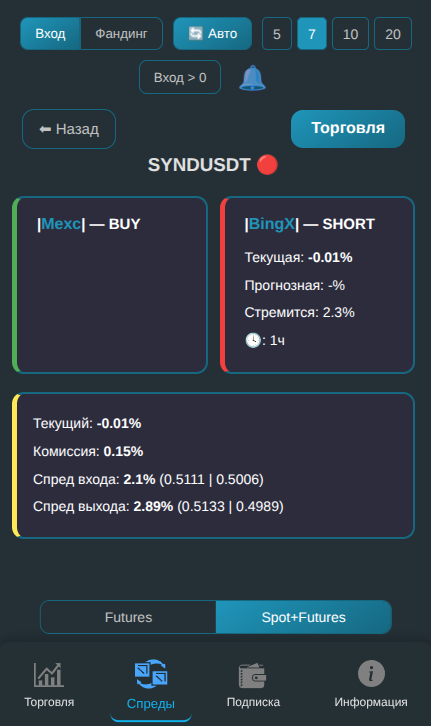 Вход Фандинг 🔄 Авто 5 7 10 20
Вход > 0 🔔
⬅ Назад Торговля
SYNDUSDT 🔴
|Mexc| — BUY
|BingX| — SHORT
Текущая: -0.01%
Прогнозная: -%
Стремится: 2.3%
🕓: 1ч
Текущий: -0.01%
Комиссия: 0.15%
Спред входа: 2.1% (0.5111 | 0.5006)
Спред выхода: 2.89% (0.5133 | 0.4989)
Futures Spot+Futures
Торговля Спреды Подписка Информация